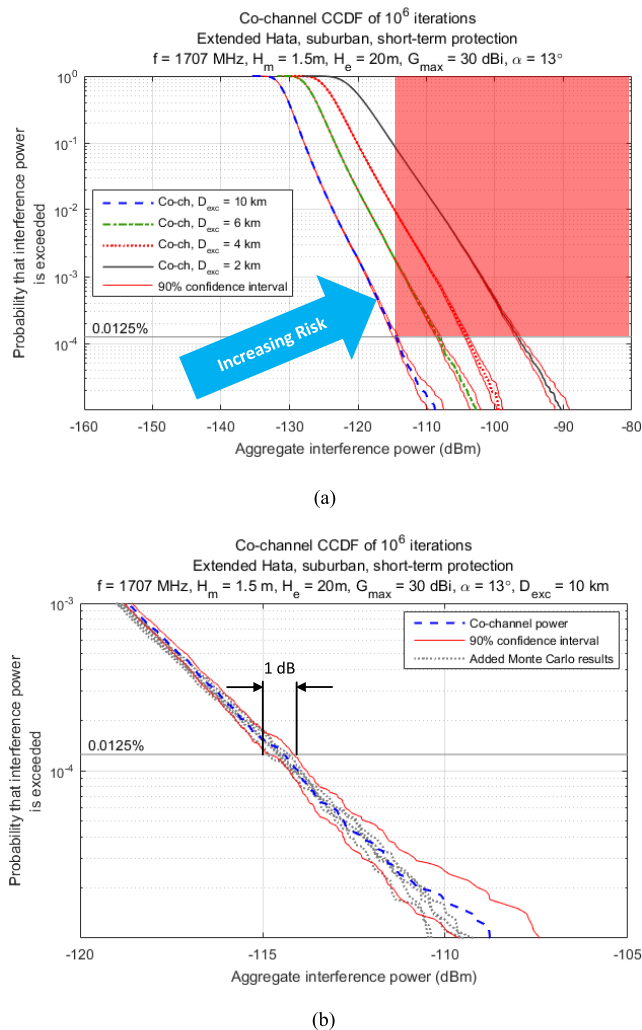 Co-channel CCDF of 10^6 iterations
Extended Hata, suburban, short-term protection
f = 1707 MHz, H_m = 1.5m, H_e = 20m, G_max = 30 dBi, α = 13°
10^0
10^-1
10^-2
10^-3
10^-4
Probability that interference power
is exceeded
Co-ch, D_exc = 10 km
Co-ch, D_exc = 6 km
Co-ch, D_exc = 4 km
Co-ch, D_exc = 2 km
90% confidence interval
Increasing Risk
0.0125%
-160 -150 -140 -130 -120 -110 -100 -90 -80
Aggregate interference power (dBm)
(a)
Co-channel CCDF of 10^6 iterations
Extended Hata, suburban, short-term protection
f = 1707 MHz, H_m = 1.5 m, H_e = 20m, G_max = 30 dBi, α = 13°, D_exc = 10 km
10^-3
10^-4
Probability that interference power
is exceeded
Co-channel power
90% confidence interval
Added Monte Carlo results
1 dB
0.0125%
-120 -115 -110 -105
Aggregate interference power (dBm)
(b)